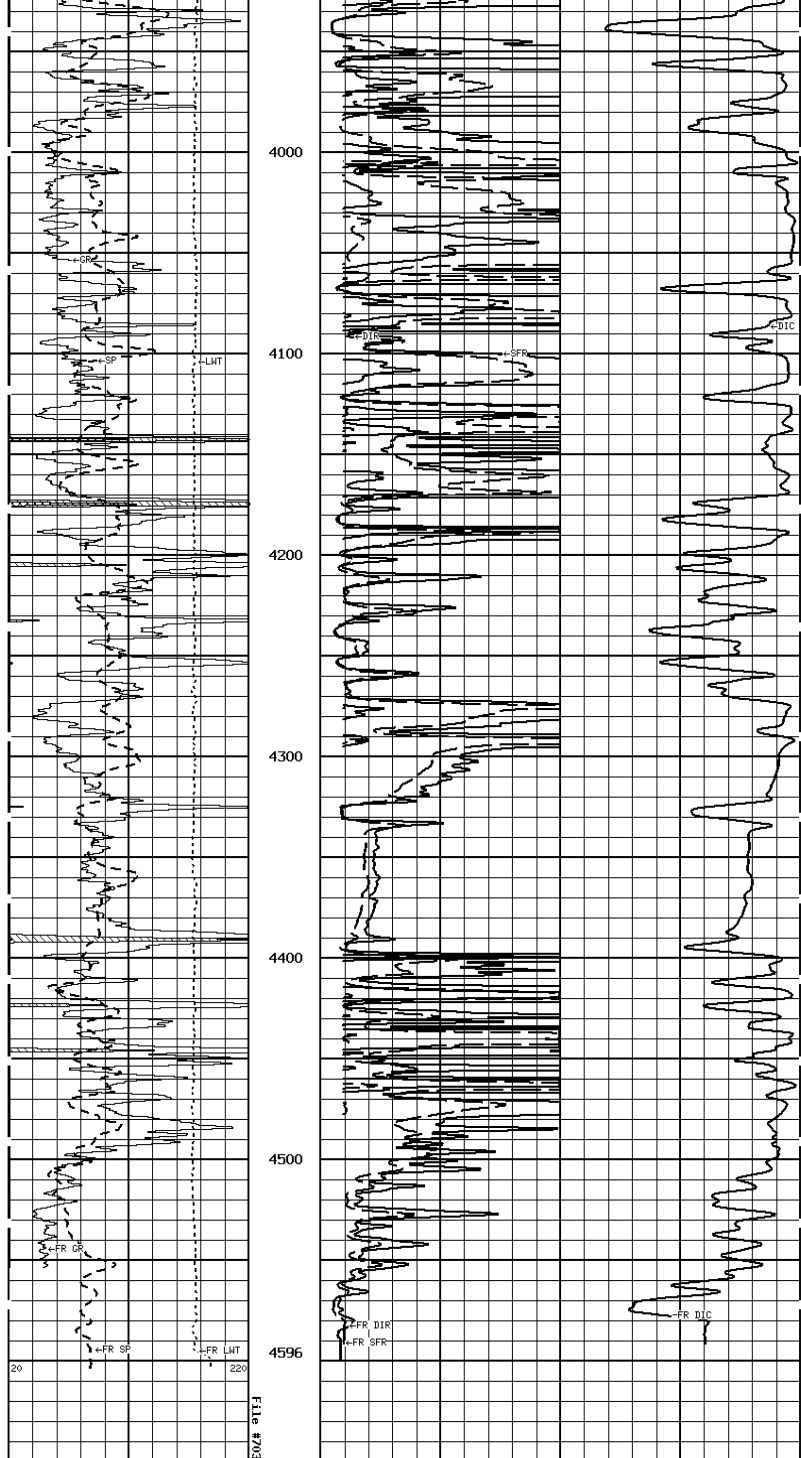 4000
←GR
←DIR
←DIC
4100
←SP
←LWT
←SFR
4200
4300
4400
4500
←FR GR
←FR DIC
←FR DIR
←FR SFR
4596
←FR SP
←FR LWT
20
220
File #703